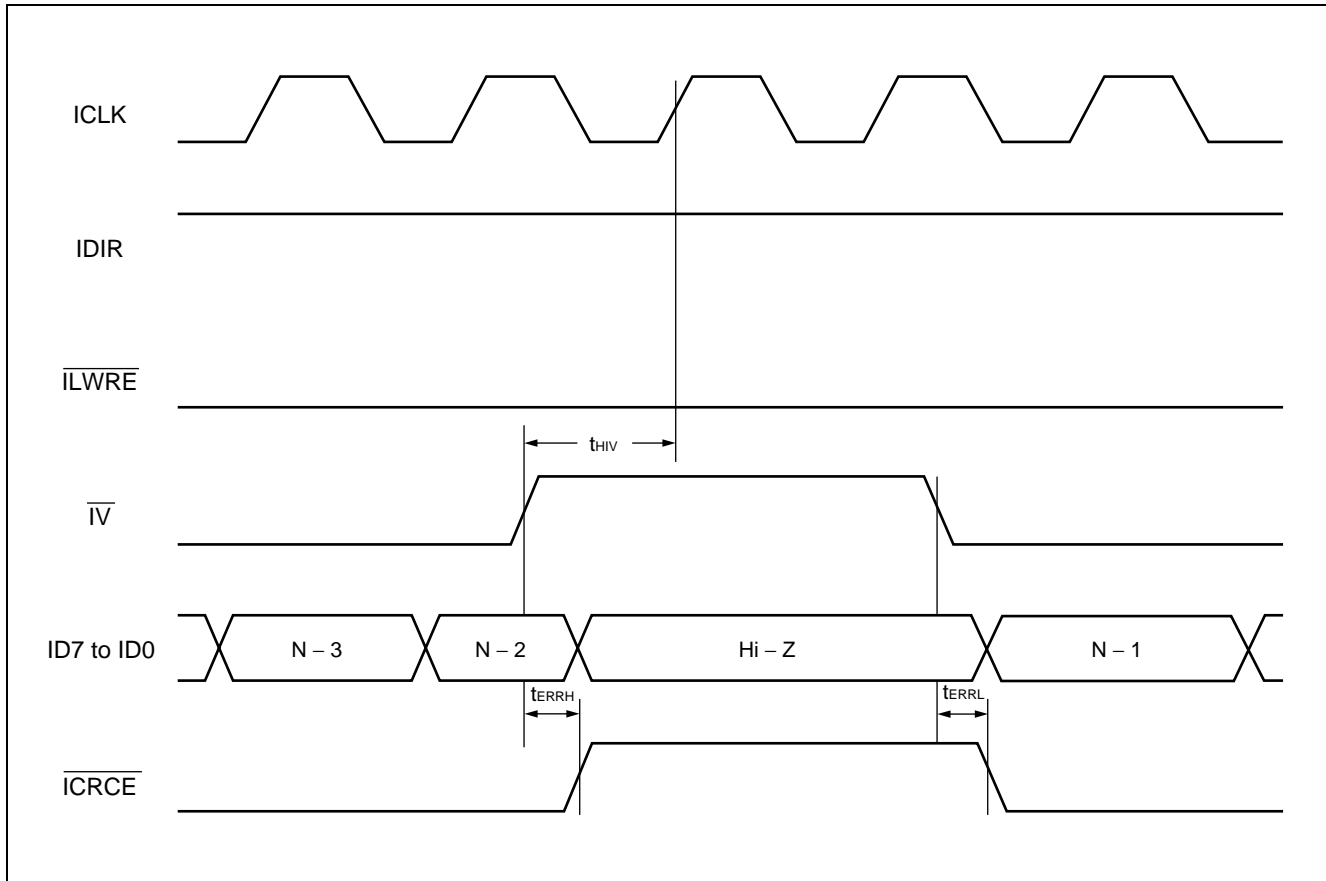 ICLK
IDIR
ILWRE
tHIV
IV
ID7 to ID0
N – 3
N – 2
Hi – Z
N – 1
tERRH
tERRL
ICRCE